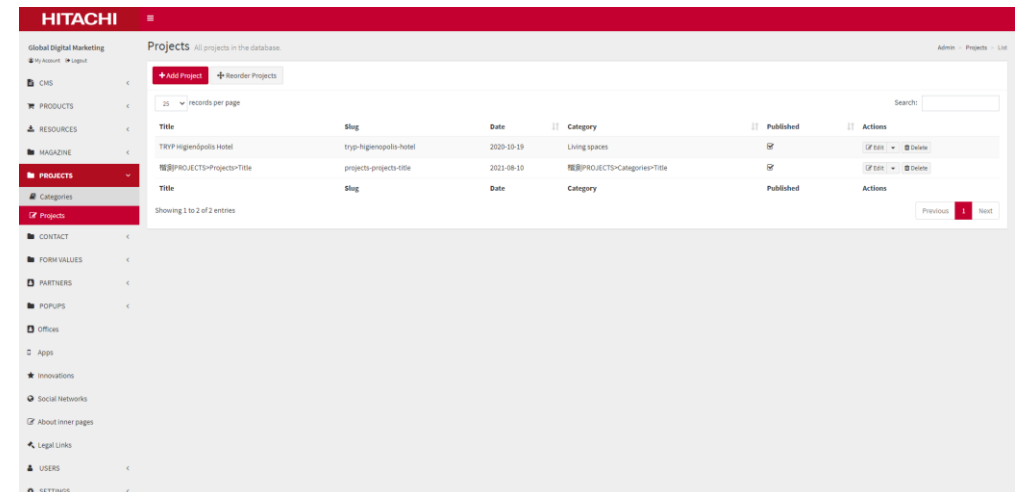 HITACHI
Global Digital Marketing
My Account Logout
Projects All projects in the database.
Admin > Projects > List
CMS
PRODUCTS
RESOURCES
MAGAZINE
PROJECTS
Categories
Projects
CONTACT
FORM VALUES
PARTNERS
POPUPS
Offices
Apps
Innovations
Social Networks
About inner pages
Legal Links
USERS
SETTINGS
Add Project Reorder Projects
25 records per page
Search:
Title Slug Date Category Published Actions
TRYP Higienópolis Hotel tryp-higienopolis-hotel 2020-10-19 Living spaces Edit Delete
PROJECTS>Projects>Title projects-projects-title 2021-08-10 PROJECTS>Categories>Title Edit Delete
Title Slug Date Category Published Actions
Showing 1 to 2 of 2 entries
Previous 1 Next